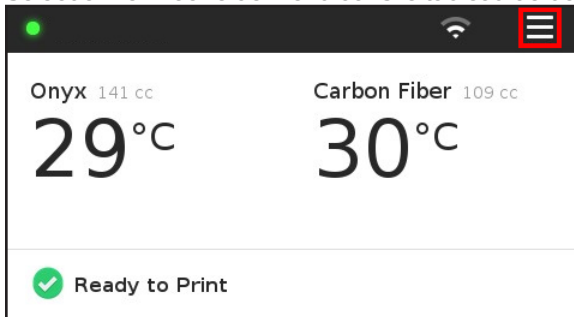 Onyx 141 cc
Carbon Fiber 109 cc
29°C
30°C
Ready to Print